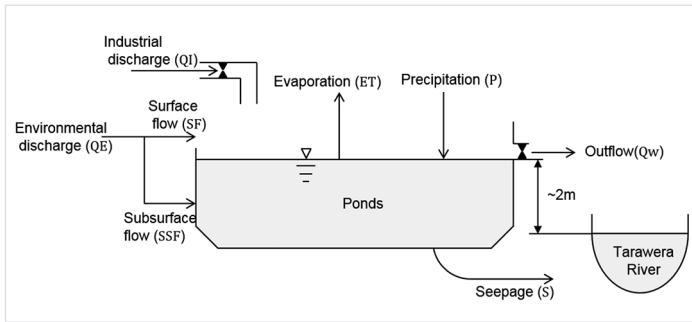 Industrial
discharge (QI)
Evaporation (ET)
Precipitation (P)
Surface
flow (SF)
Environmental
discharge (QE)
Outflow(Qw)
Ponds
~2m
Subsurface
flow (SSF)
Tarawera
River
Seepage (S)